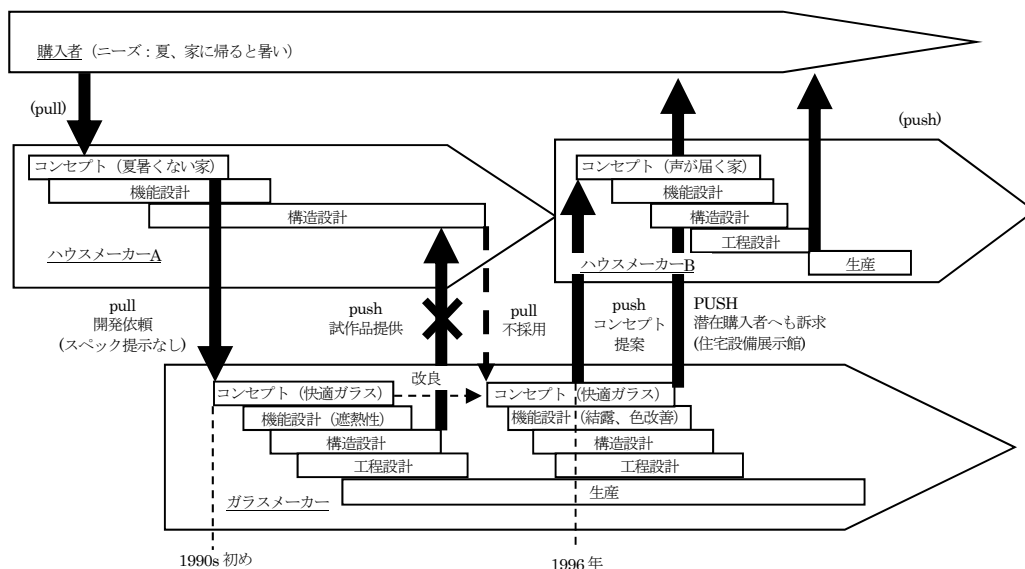 購入者（ニーズ：夏、家に帰ると暑い）
(pull)
(push)
コンセプト（夏暑くない家）
機能設計
構造設計
ハウスメーカーA
コンセプト（声が届く家）
機能設計
構造設計
工程設計
生産
ハウスメーカーB
pull
開発依頼
(スペック提示なし)
push
試作品提供
pull
不採用
push
コンセプト
提案
PUSH
潜在購入者へも訴求
(住宅設備展示館)
改良
コンセプト（快適ガラス）
機能設計（遮熱性）
構造設計
工程設計
コンセプト（快適ガラス）
機能設計（結露、色改善）
構造設計
工程設計
生産
ガラスメーカー
1990s 初め
1996 年